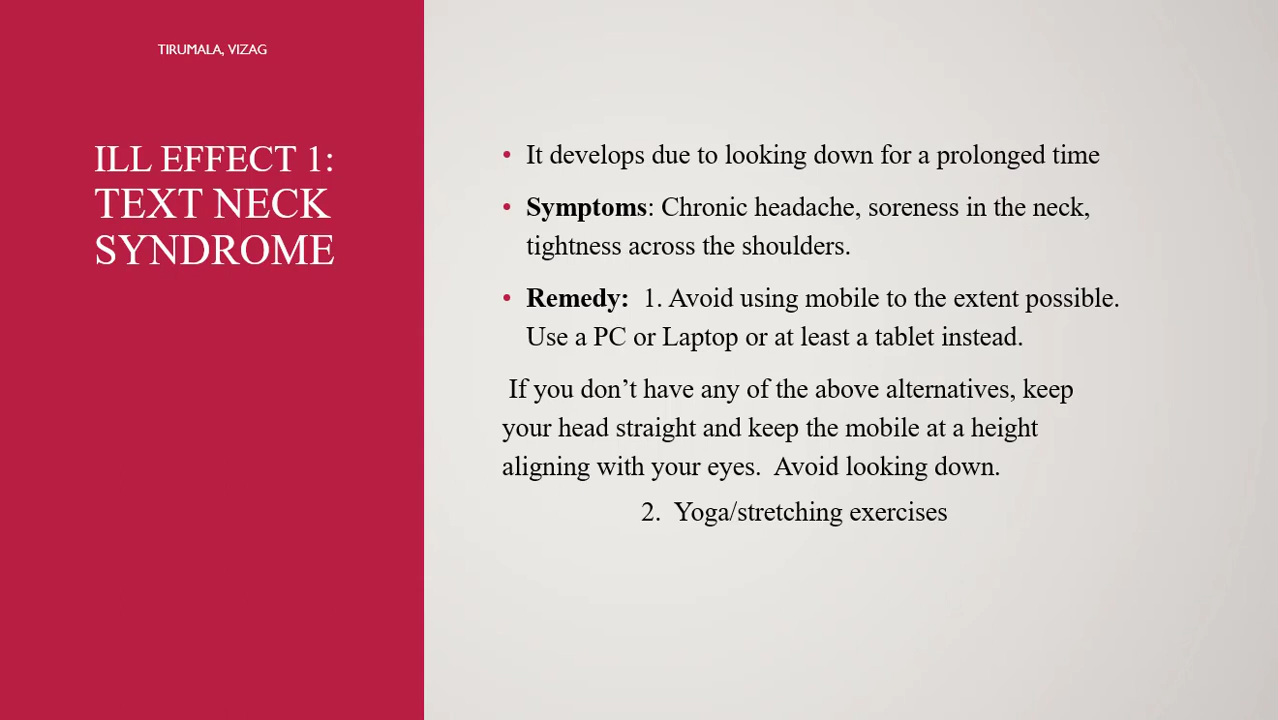 TIRUMALA, VIZAG
ILL EFFECT 1:
TEXT NECK
SYNDROME
• It develops due to looking down for a prolonged time
• Symptoms: Chronic headache, soreness in the neck,
tightness across the shoulders.
• Remedy:  1. Avoid using mobile to the extent possible.
Use a PC or Laptop or at least a tablet instead.
If you don’t have any of the above alternatives, keep
your head straight and keep the mobile at a height
aligning with your eyes.  Avoid looking down.
2.  Yoga/stretching exercises